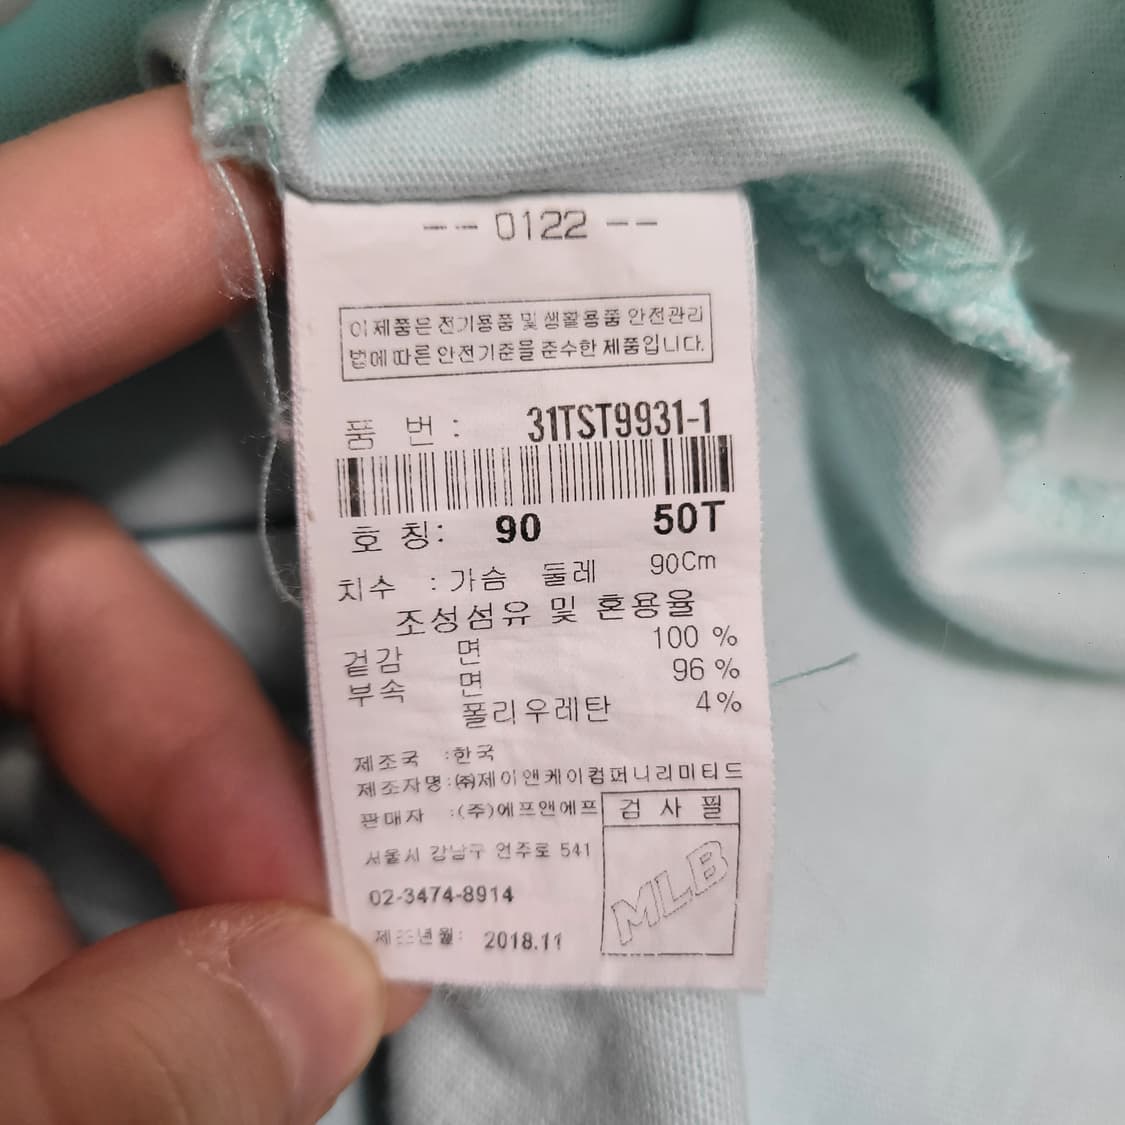 -- 0122 --
이 제품은 전기용품 및 생활용품 안전관리
법에 따른 안전기준을 준수한 제품입니다.
품 번 : 31TST9931-1
호 칭: 90 50T
치수 : 가슴 둘레 90Cm
조성섬유 및 혼용율
겉감 면 100 %
부속 면 96 %
폴리우레탄 4%
제조국 :한국
제조자명:㈜제이앤케이컴퍼니리미티드
판매자 :(주)에프앤에프
검 사 필
서울시 강남구 언주로 541
MLB
02-3474-8914
제조년월: 2018.11